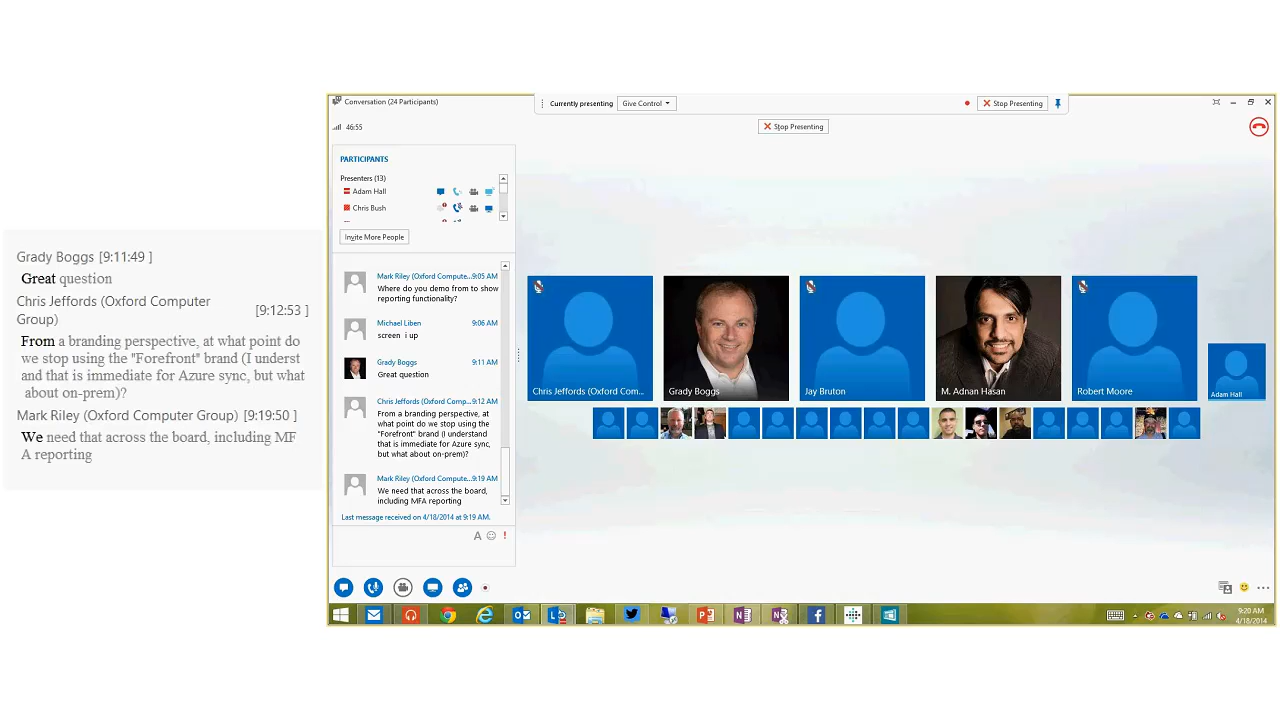 Grady Boggs [9:11:49 ]
Great question
Chris Jeffords (Oxford Computer
Group) [9:12:53 ]
From a branding perspective, at what point do
we stop using the "Forefront" brand (I underst
and that is immediate for Azure sync, but what
about on-prem)?
Mark Riley (Oxford Computer Group) [9:19:50 ]
We need that across the board, including MF
A reporting
Conversation (24 Participants)
Currently presenting Give Control
Stop Presenting
46:55
Stop Presenting
PARTICIPANTS
Presenters (13)
Adam Hall
Chris Bush
Invite More People
Mark Riley (Oxford Compute... 9:05 AM
Where do you demo from to show
reporting functionality?
Michael Liben 9:06 AM
screen i up
Grady Boggs 9:11 AM
Great question
Chris Jeffords (Oxford Comp... 9:12 AM
From a branding perspective, at
what point do we stop using the
"Forefront" brand (I understand
that is immediate for Azure sync,
but what about on-prem)?
Mark Riley (Oxford Compute... 9:19 AM
We need that across the board,
including MFA reporting
Last message received on 4/18/2014 at 9:19 AM.
Chris Jeffords (Oxford Com...
Grady Boggs
Jay Bruton
M. Adnan Hasan
Robert Moore
Adam Hall
9:20 AM
4/18/2014